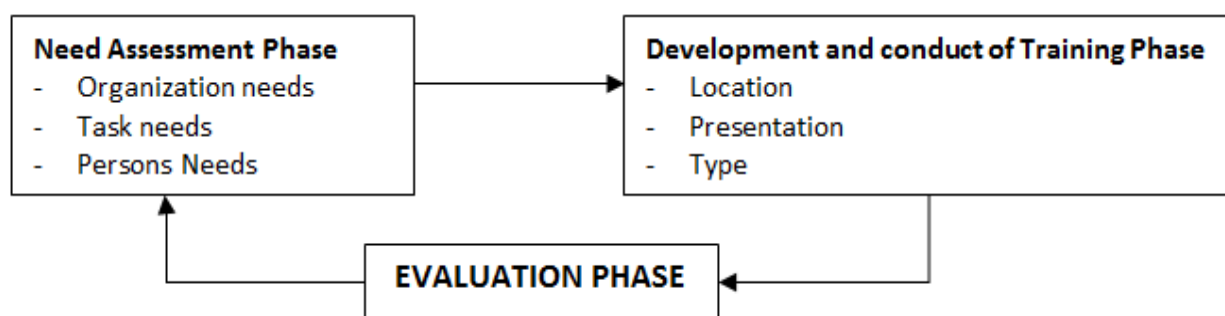 Need Assessment Phase
- Organization needs
- Task needs
- Persons Needs
Development and conduct of Training Phase
- Location
- Presentation
- Type
EVALUATION PHASE